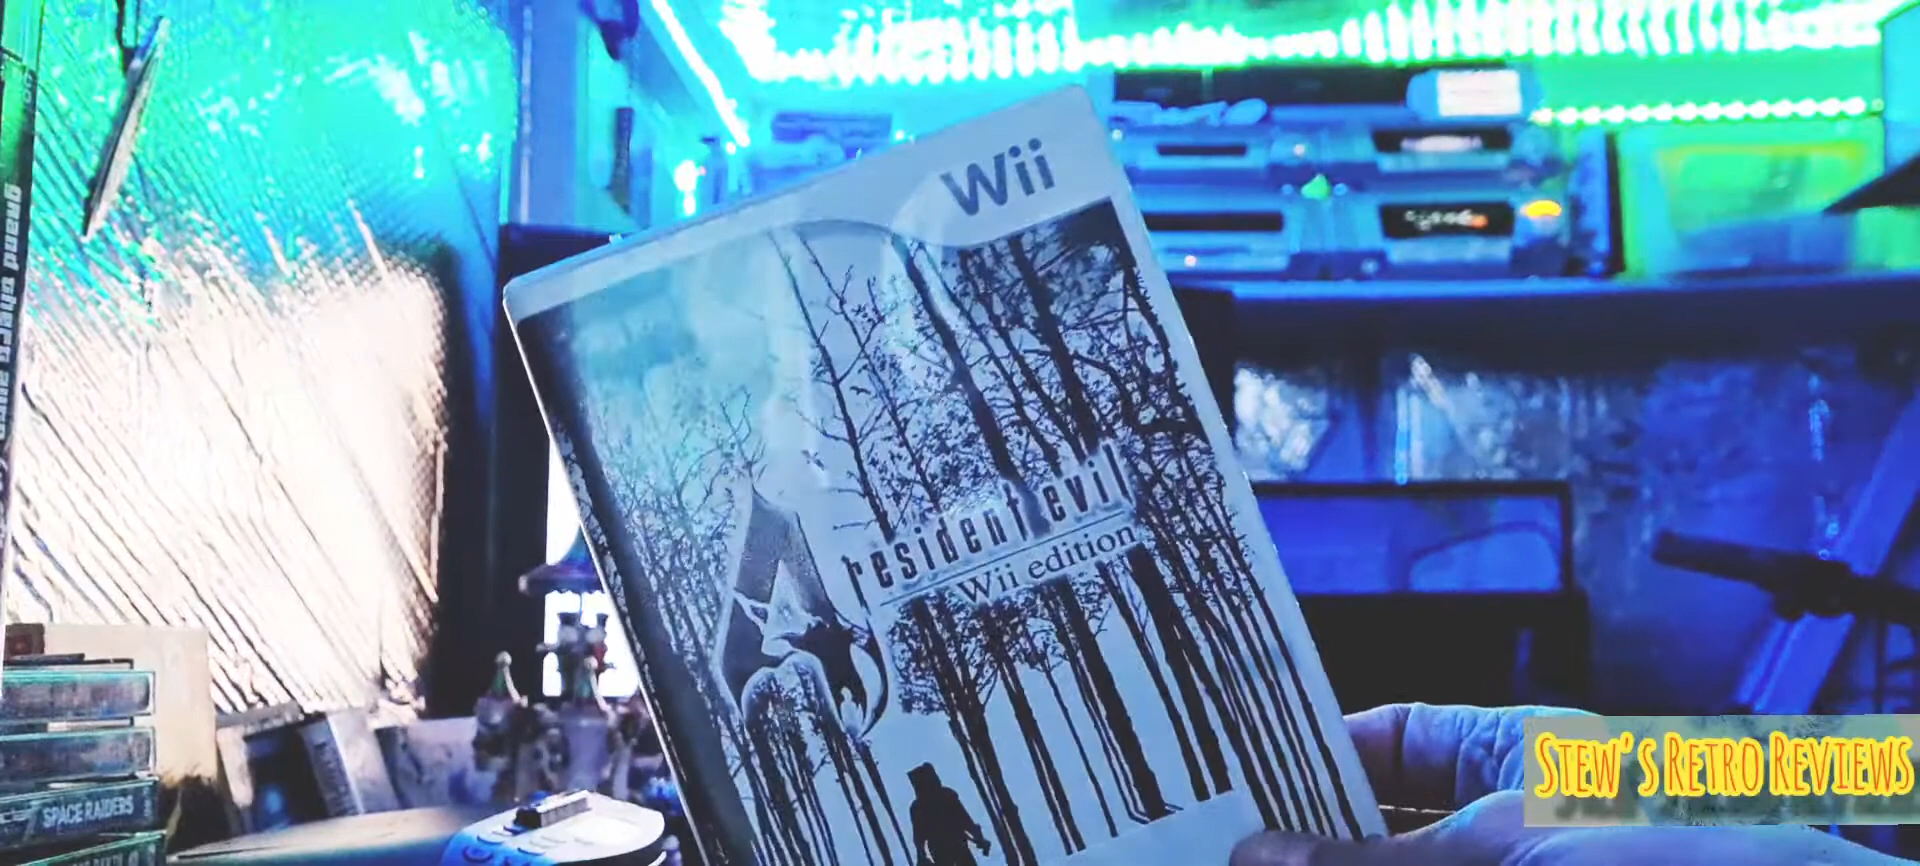 Wii
resident evil
4
Wii edition
SPACE RAIDERS
STEW'S RETRO REVIEWS